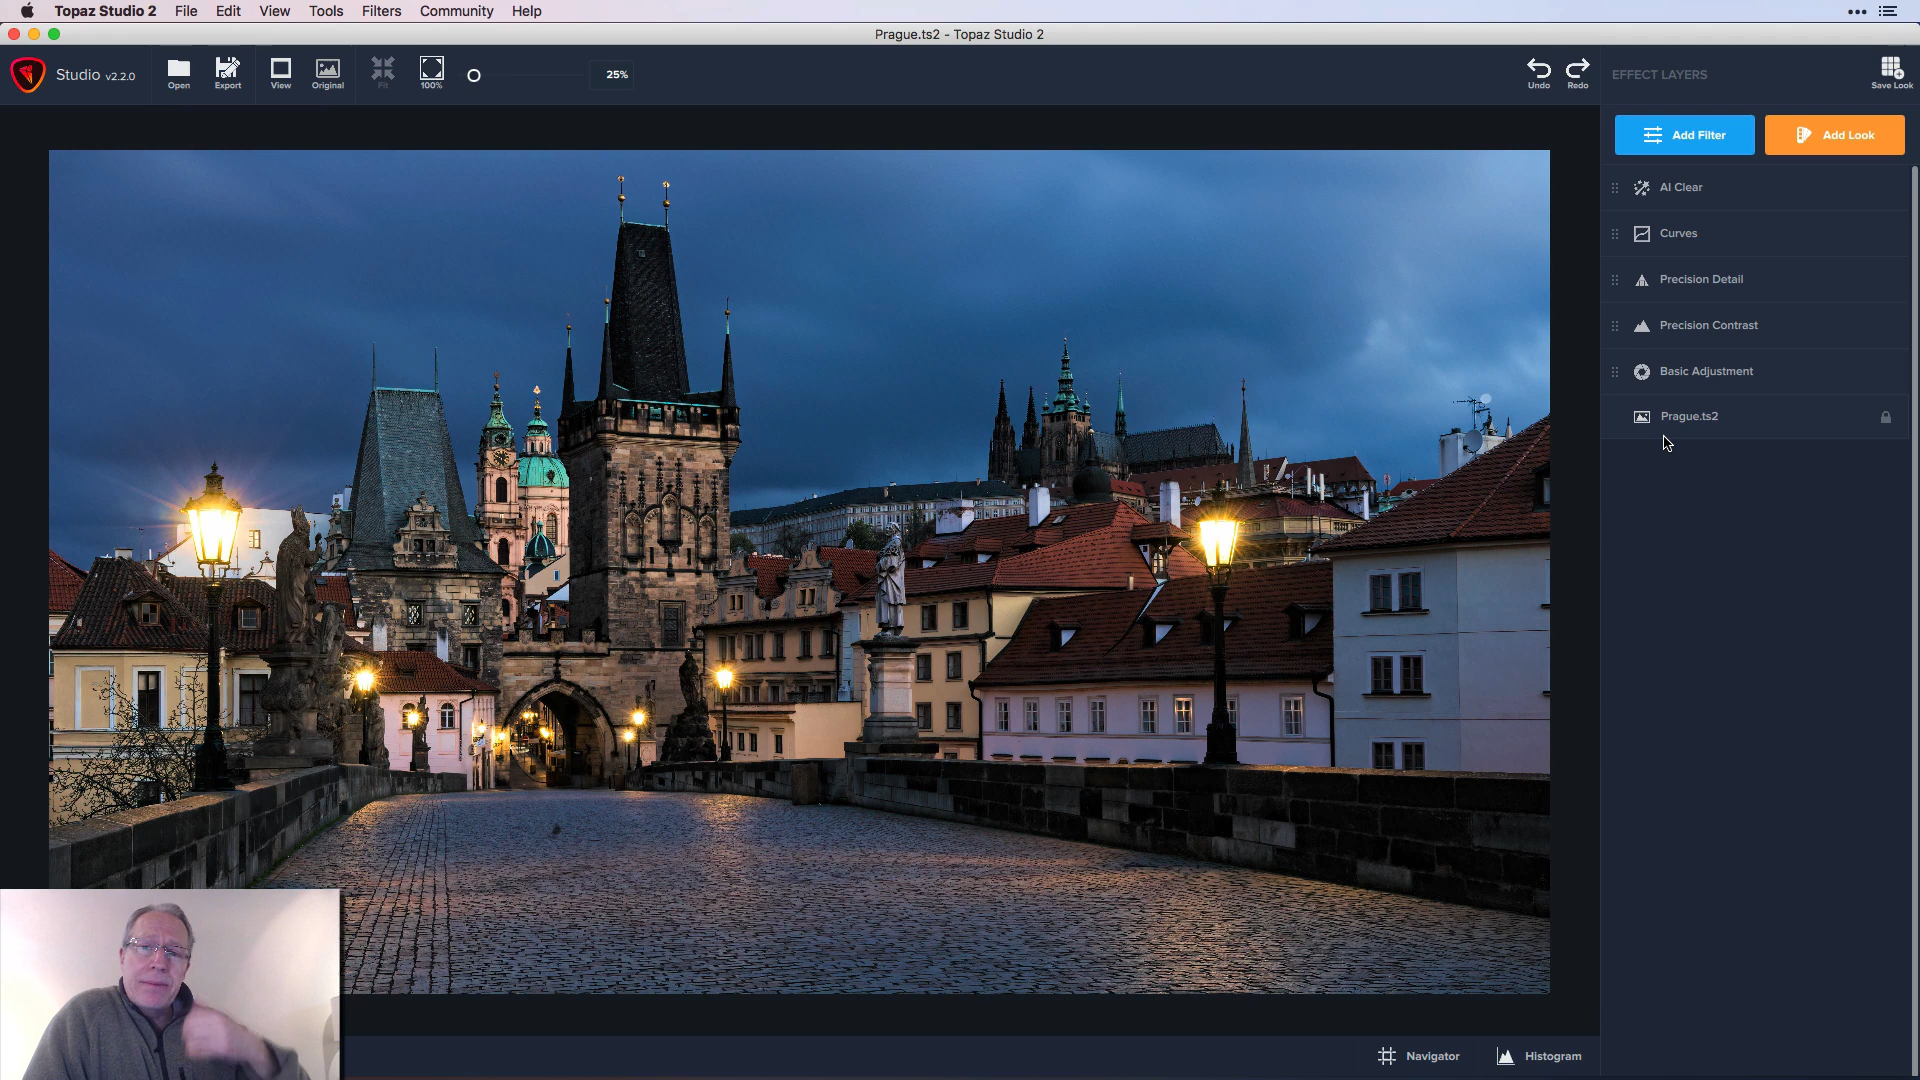 Topaz Studio 2 File Edit View Tools Filters Community Help
Prague.ts2 - Topaz Studio 2
Studio v2.2.0
Open
Export
View
Original
Fit
100%
25%
Undo
Redo
EFFECT LAYERS
Save Look
Add Filter
Add Look
AI Clear
Curves
Precision Detail
Precision Contrast
Basic Adjustment
Prague.ts2
Navigator
Histogram